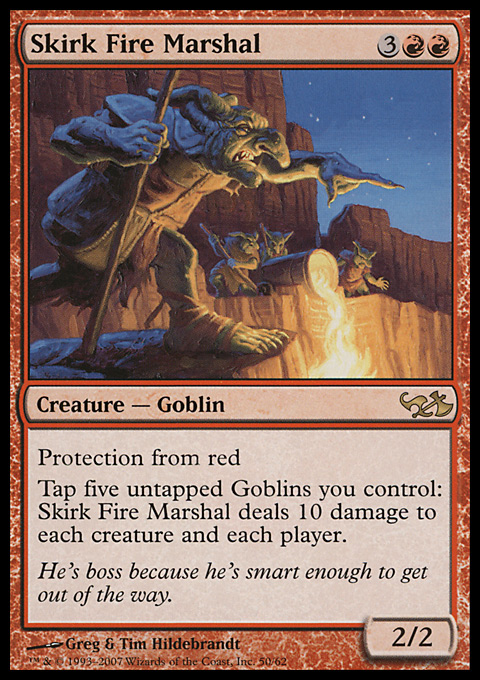 Skirk Fire Marshal 3
Creature — Goblin
Protection from red
Tap five untapped Goblins you control:
Skirk Fire Marshal deals 10 damage to
each creature and each player.
He's boss because he's smart enough to get
out of the way.
Greg & Tim Hildebrandt
2/2
™ & © 1993–2007 Wizards of the Coast, Inc. 50/62